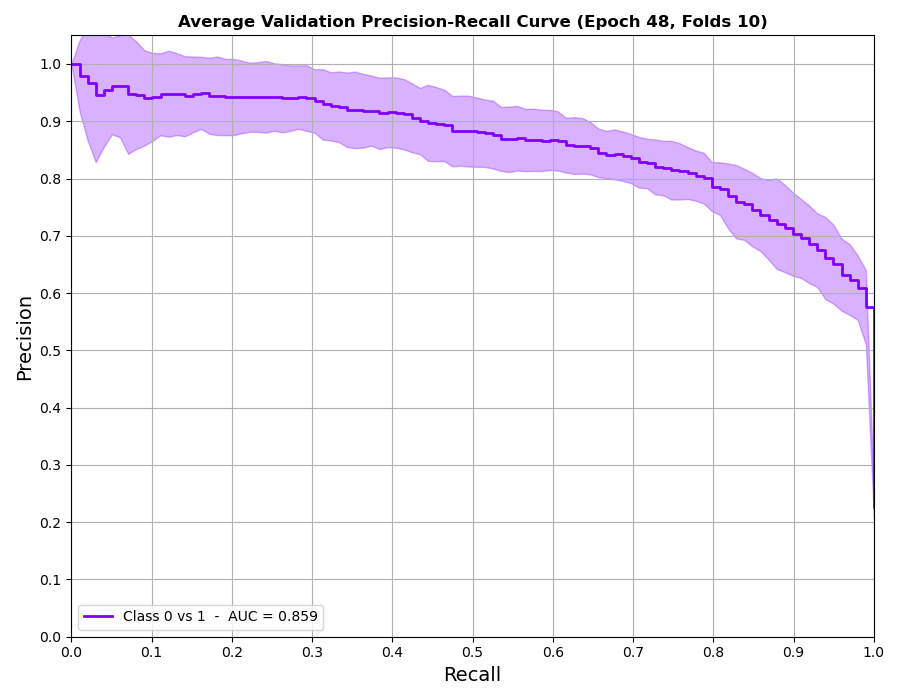 Average Validation Precision-Recall Curve (Epoch 48, Folds 10)
1.0
0.9
0.8
0.7
0.6
0.5
0.4
0.3
0.2
0.1
0.0
Precision
Class 0 vs 1 - AUC = 0.859
0.0 0.1 0.2 0.3 0.4 0.5 0.6 0.7 0.8 0.9 1.0
Recall